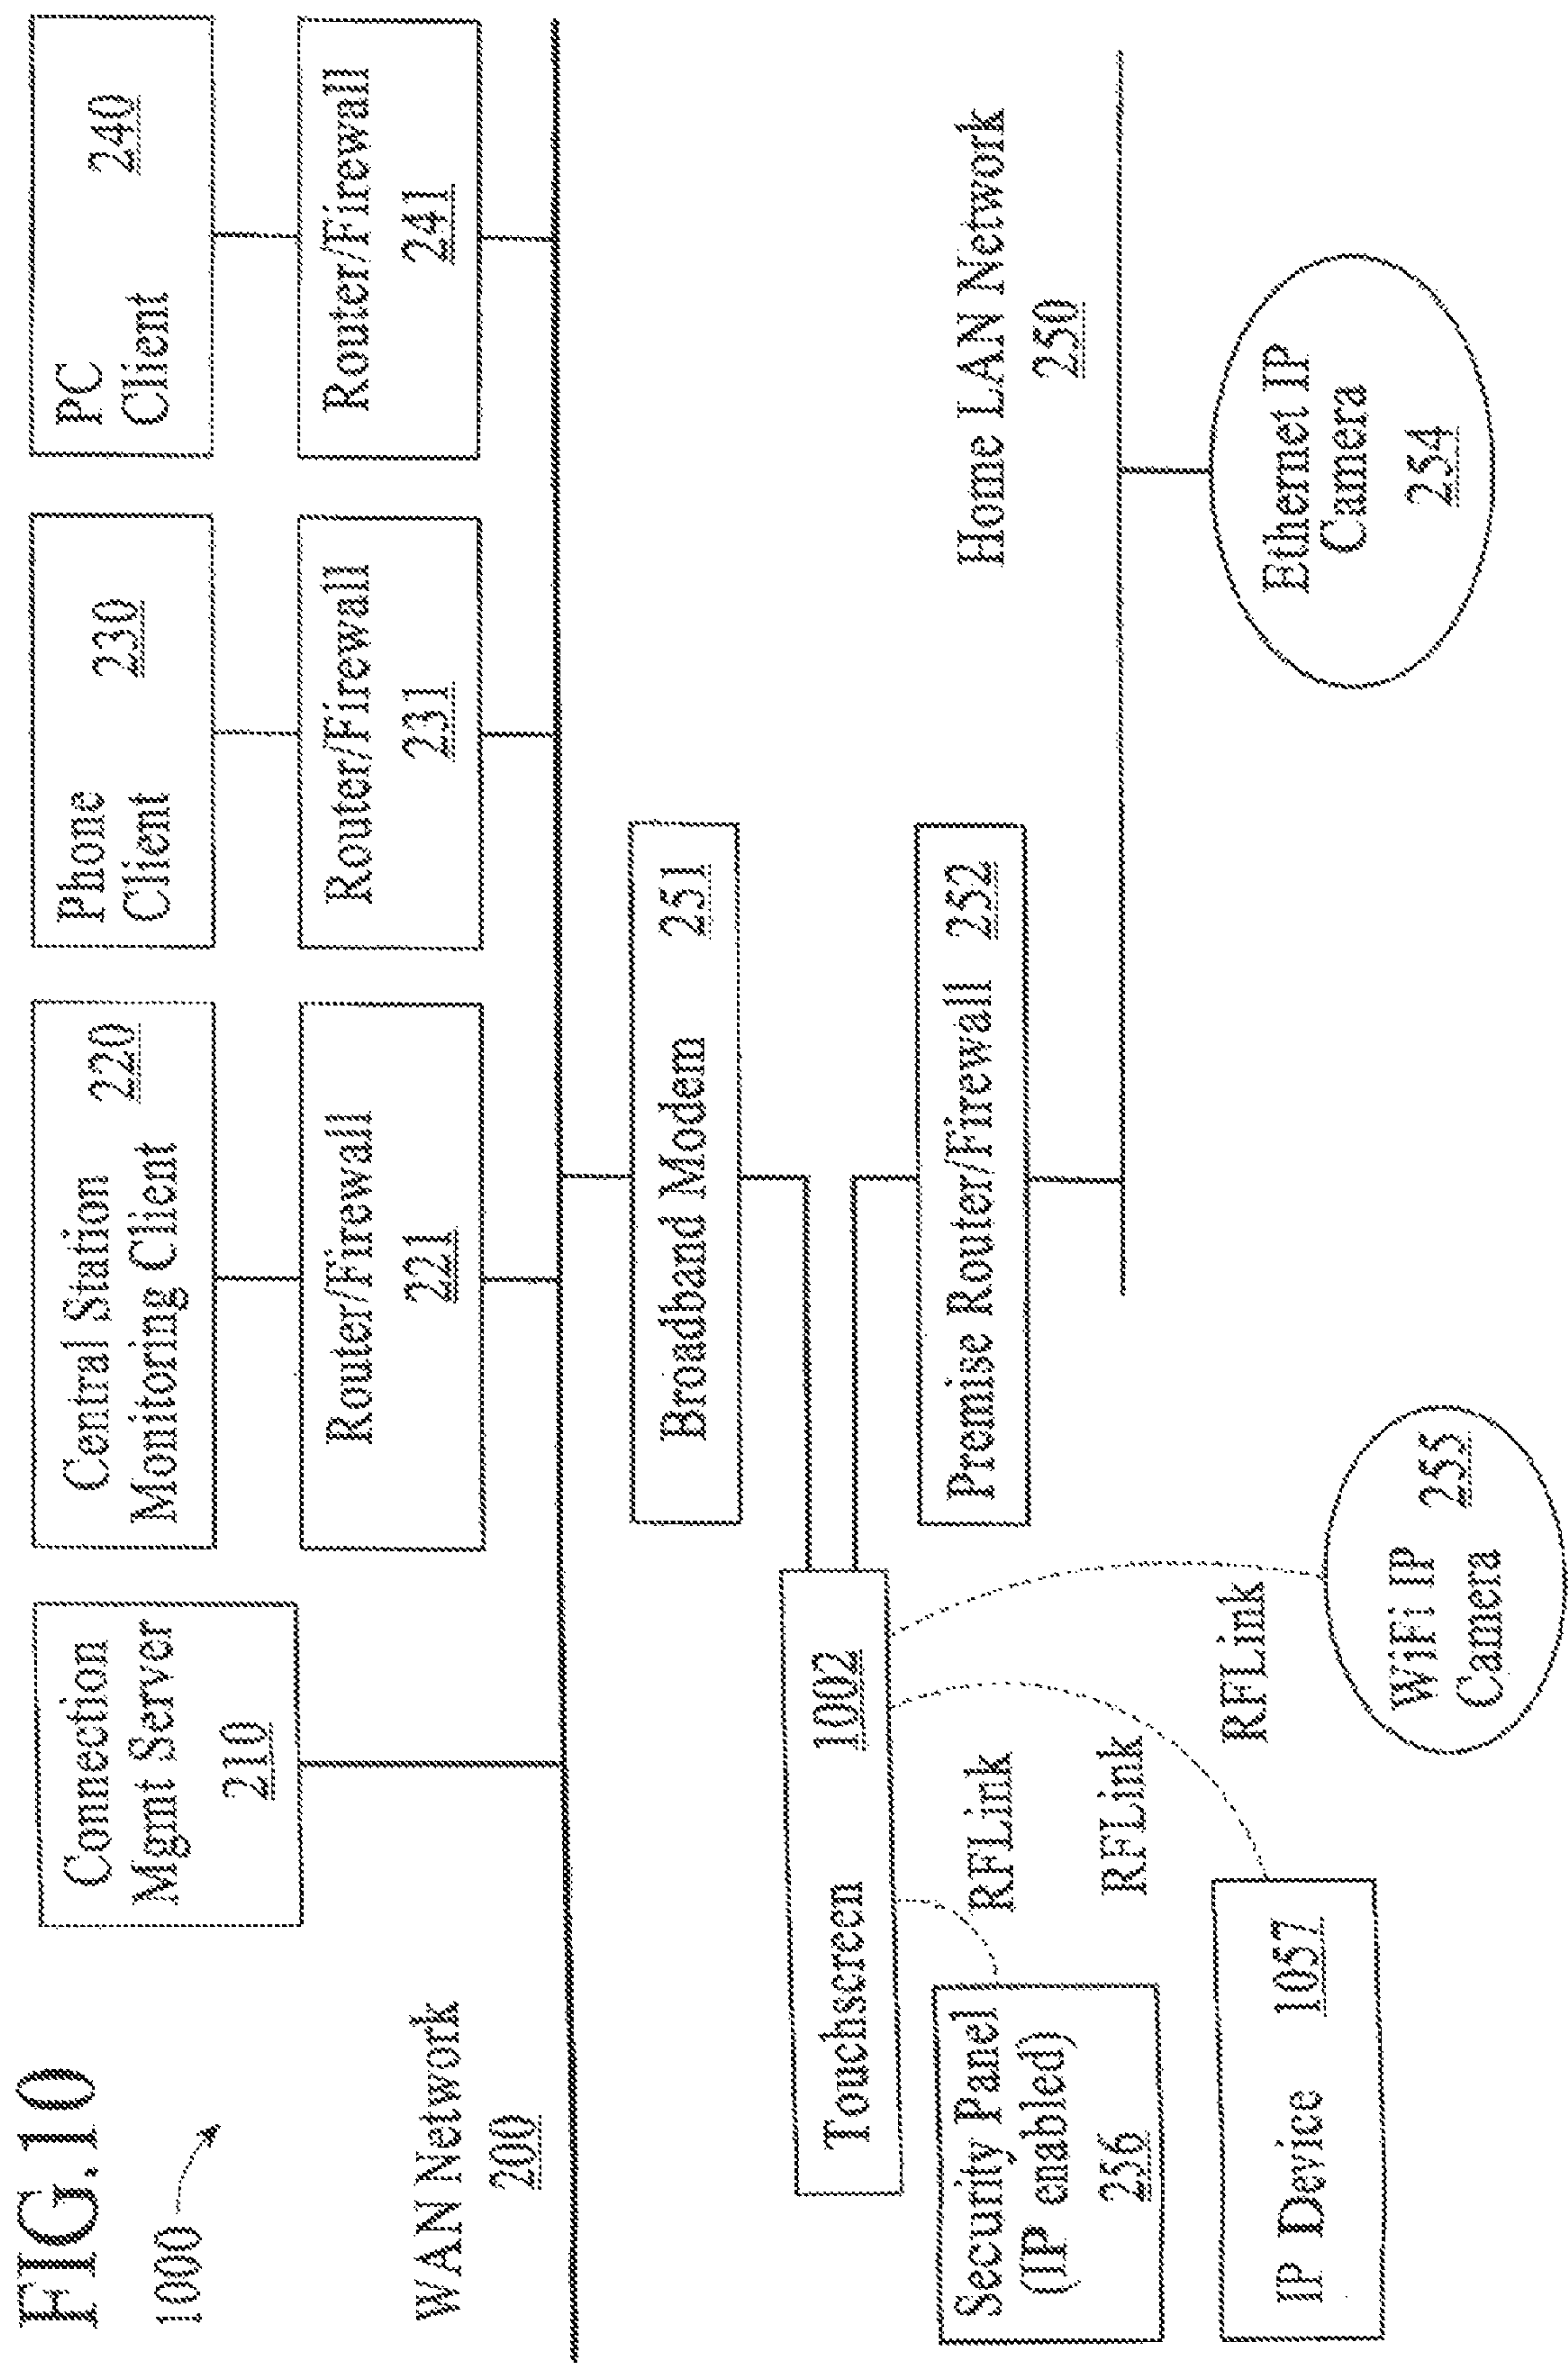 FIG.10
1000
Connection
Mgmt Server
210
Central Station
Monitoring Client
220
Phone
Client
230
PC
Client
240
Router/Firewall
221
Router/Firewall
231
Router/Firewall
241
WAN Network
200
Broadband Modem 251
Touchscreen 1002
Premise Router/Firewall 252
Home LAN Network
250
Security Panel
(IP enabled)
256
RFLink
RFLink
RFLink
IP Device 1057
WiFi IP
Camera
255
Ethernet IP
Camera
254